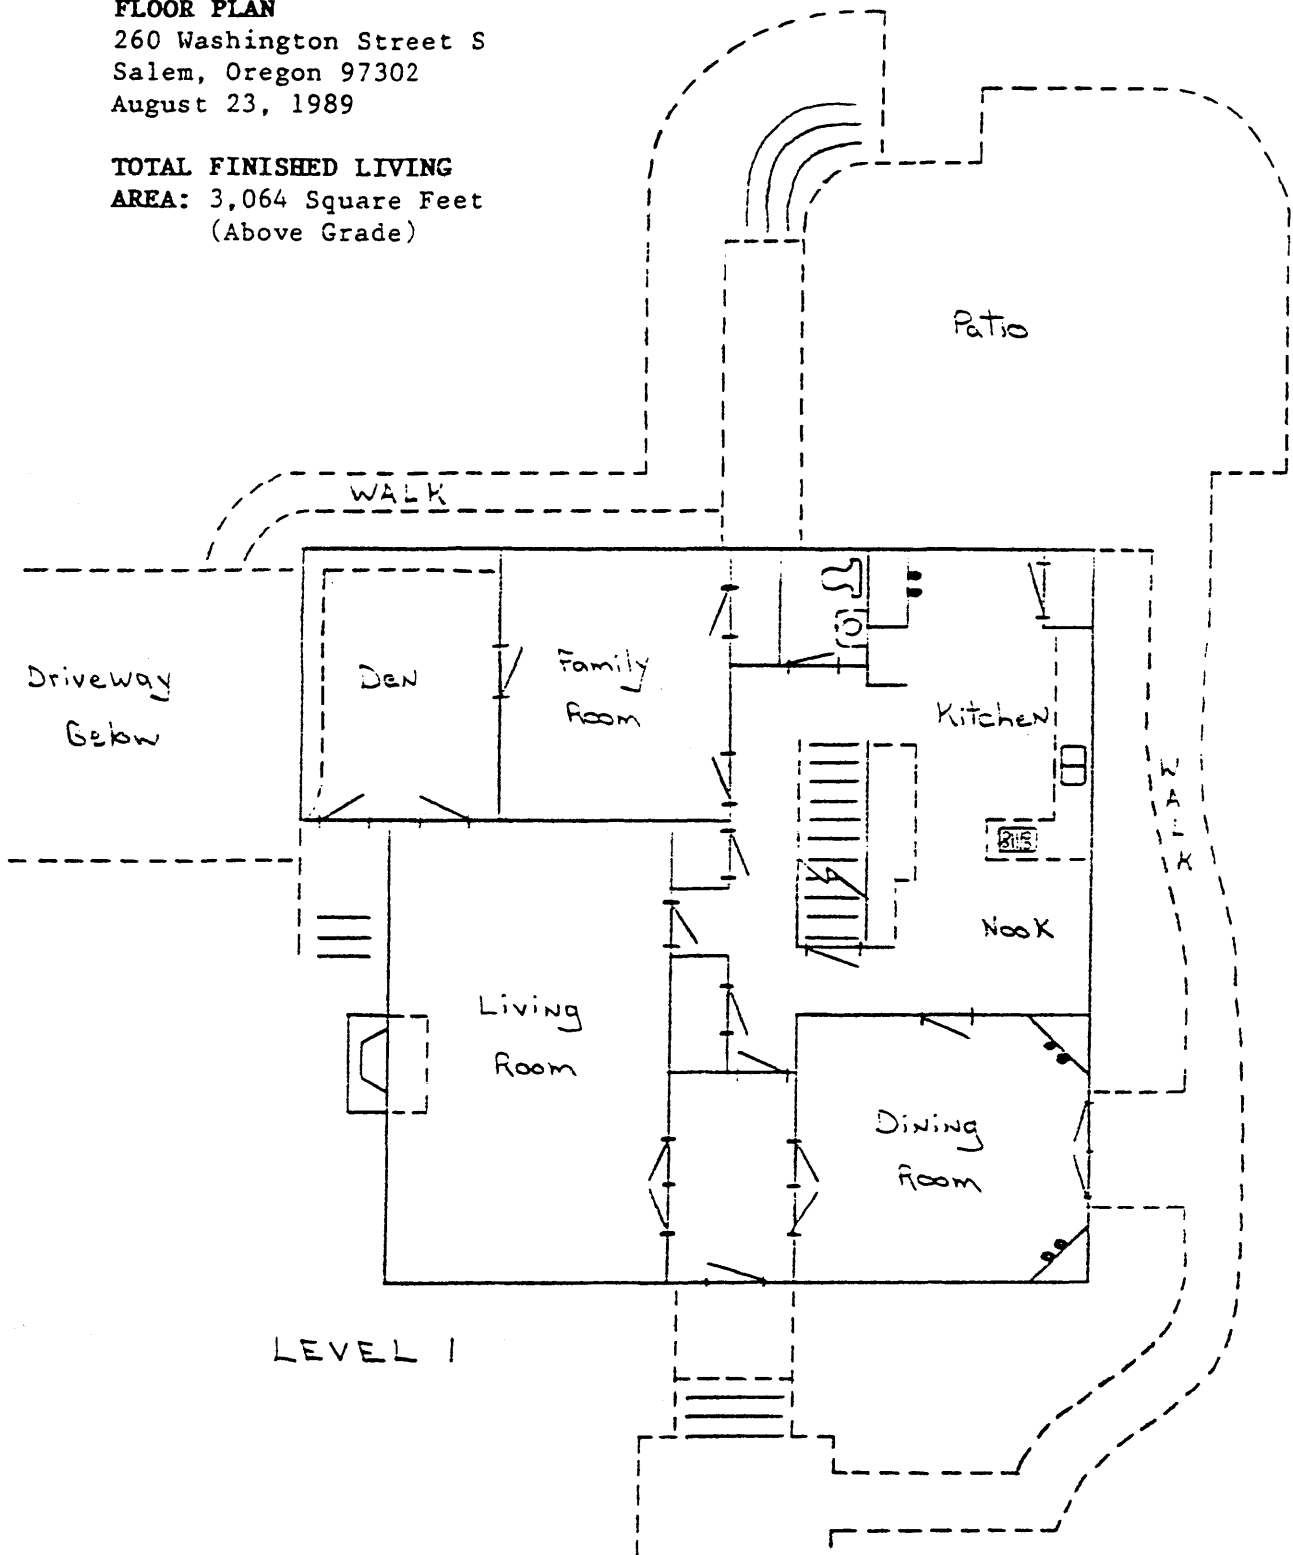 FLOOR PLAN
260 Washington Street S
Salem, Oregon 97302
August 23, 1989
TOTAL FINISHED LIVING
AREA: 3,064 Square Feet
(Above Grade)
Patio
WALK
Driveway
Below
Den
Family
Room
Kitchen
WALK
Nook
Living
Room
Dining
Room
LEVEL 1